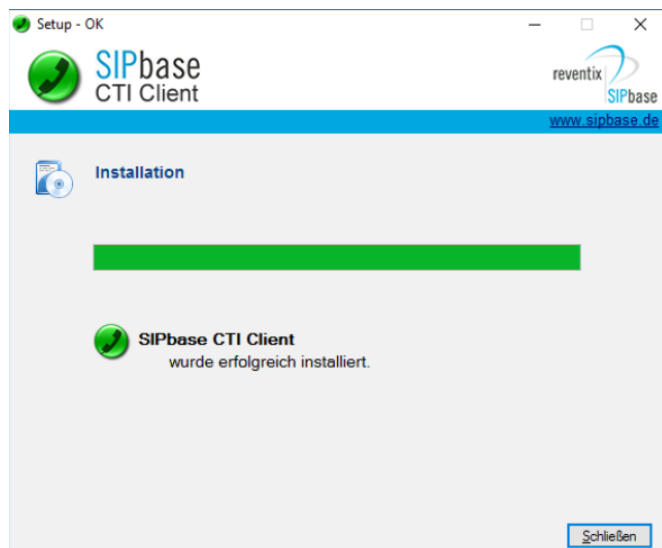 Setup - OK
SIPbase
CTI Client
reventix
SIPbase
www.sipbase.de
Installation
SIPbase CTI Client
wurde erfolgreich installiert.
Schließen